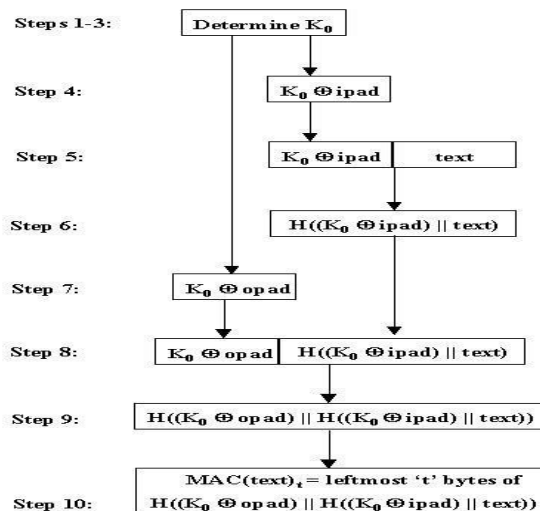 Steps 1-3: Determine K₀
Step 4: K₀ ⊕ ipad
Step 5: K₀ ⊕ ipad text
Step 6: H((K₀ ⊕ ipad) || text)
Step 7: K₀ ⊕ opad
Step 8: K₀ ⊕ opad H((K₀ ⊕ ipad) || text)
Step 9: H((K₀ ⊕ opad) || H((K₀ ⊕ ipad) || text))
MAC(text)ₜ = leftmost ‘t’ bytes of
Step 10: H((K₀ ⊕ opad) || H((K₀ ⊕ ipad) || text))